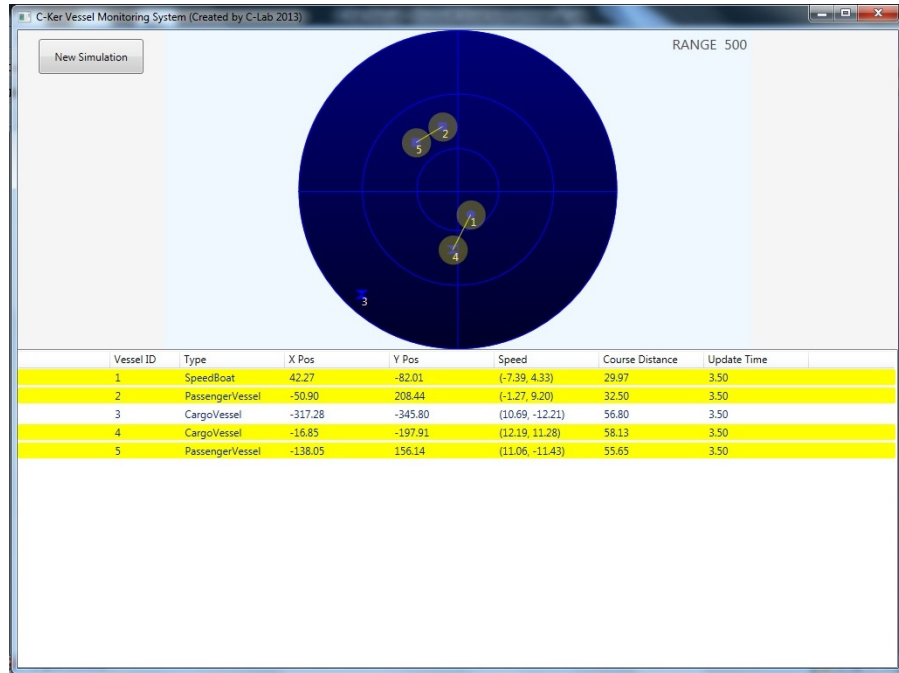 C-Ker Vessel Monitoring System (Created by C-Lab 2013)
New Simulation
RANGE 500
2
5
1
4
3
Vessel ID Type X Pos Y Pos Speed Course Distance Update Time
1 SpeedBoat 42.27 -82.01 (-7.39, 4.33) 29.97 3.50
2 PassengerVessel -50.90 208.44 (-1.27, 9.20) 32.50 3.50
3 CargoVessel -317.28 -345.80 (10.69, -12.21) 56.80 3.50
4 CargoVessel -16.85 -197.91 (12.19, 11.28) 58.13 3.50
5 PassengerVessel -138.05 156.14 (11.06, -11.43) 55.65 3.50